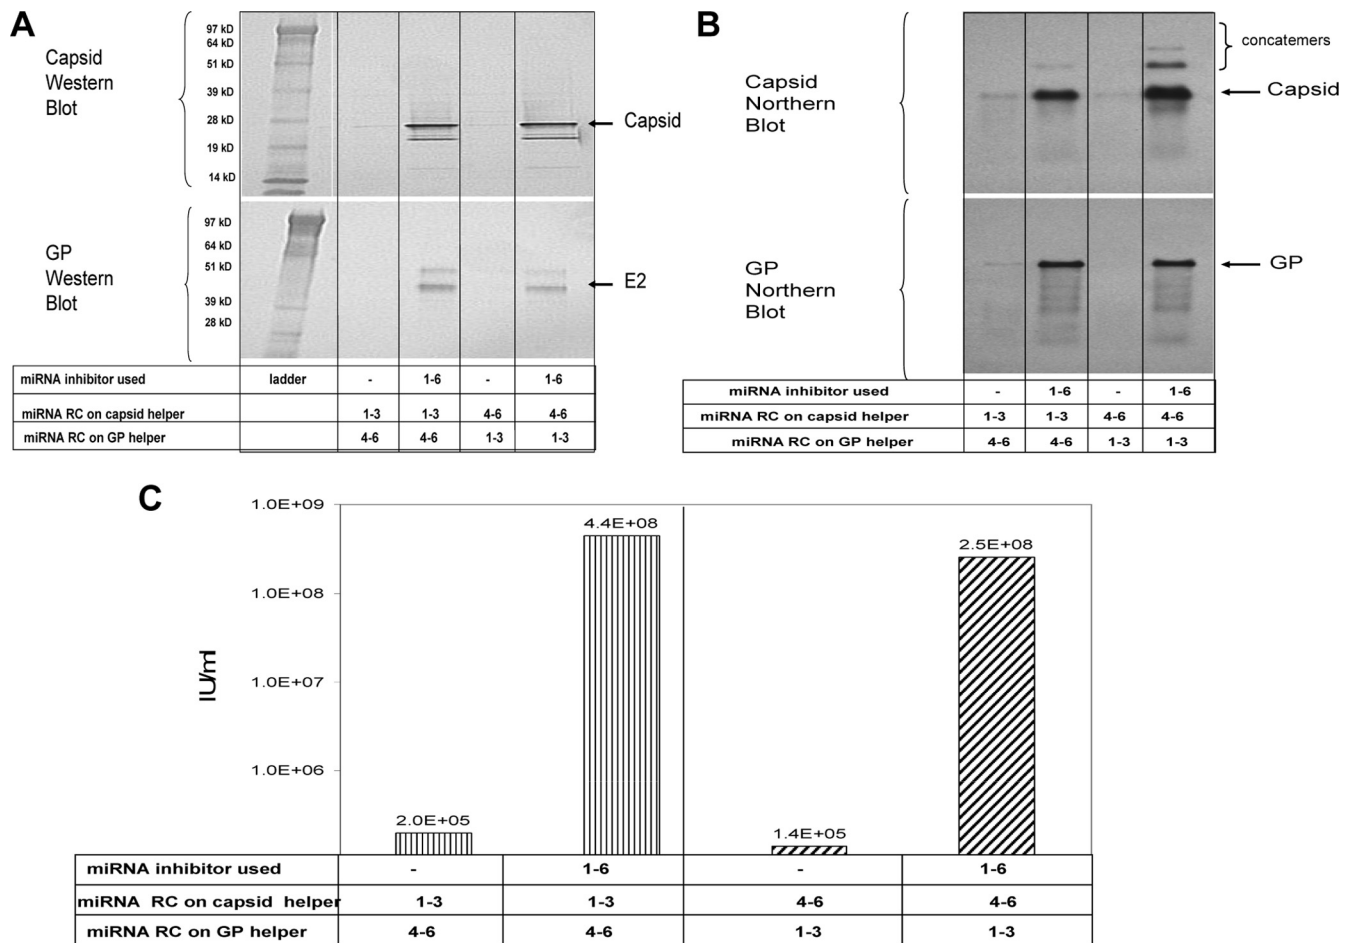 A
Capsid
Western
Blot
97 kD
64 kD
51 kD
39 kD
28 kD
19 kD
14 kD
Capsid
GP
Western
Blot
97 kD
64 kD
51 kD
39 kD
28 kD
E2
miRNA inhibitor used ladder - 1-6 - 1-6
miRNA RC on capsid helper 1-3 1-3 4-6 4-6
miRNA RC on GP helper 4-6 4-6 1-3 1-3
B
Capsid
Northern
Blot
concatemers
Capsid
GP
Northern
Blot
GP
miRNA inhibitor used - 1-6 - 1-6
miRNA RC on capsid helper 1-3 1-3 4-6 4-6
miRNA RC on GP helper 4-6 4-6 1-3 1-3
C
IU/ml
1.0E+09
1.0E+08
1.0E+07
1.0E+06
2.0E+05
4.4E+08
1.4E+05
2.5E+08
miRNA inhibitor used - 1-6 - 1-6
miRNA RC on capsid helper 1-3 1-3 4-6 4-6
miRNA RC on GP helper 4-6 4-6 1-3 1-3